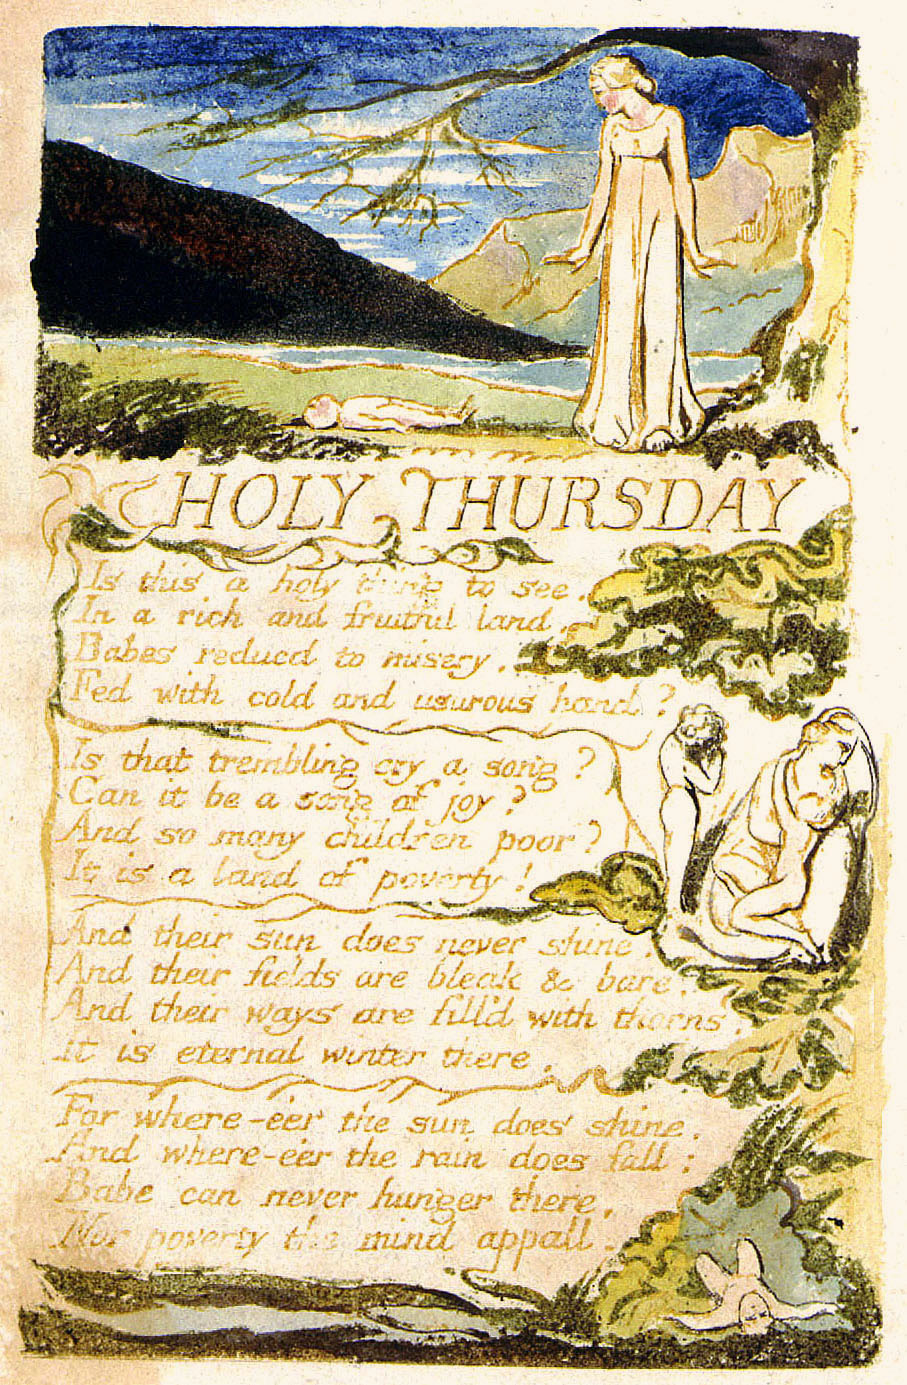 HOLY THURSDAY
Is this a holy thing to see.
In a rich and fruitful land.
Babes reduced to misery.
Fed with cold and usurous hand?
Is that trembling cry a song?
Can it be a song of joy?
And so many children poor?
It is a land of poverty!
And their sun does never shine.
And their fields are bleak & bare.
And their ways are fill'd with thorns.
It is eternal winter there.
For where-e'er the sun does shine.
And where-e'er the rain does fall:
Babe can never hunger there,
Nor poverty the mind appall.